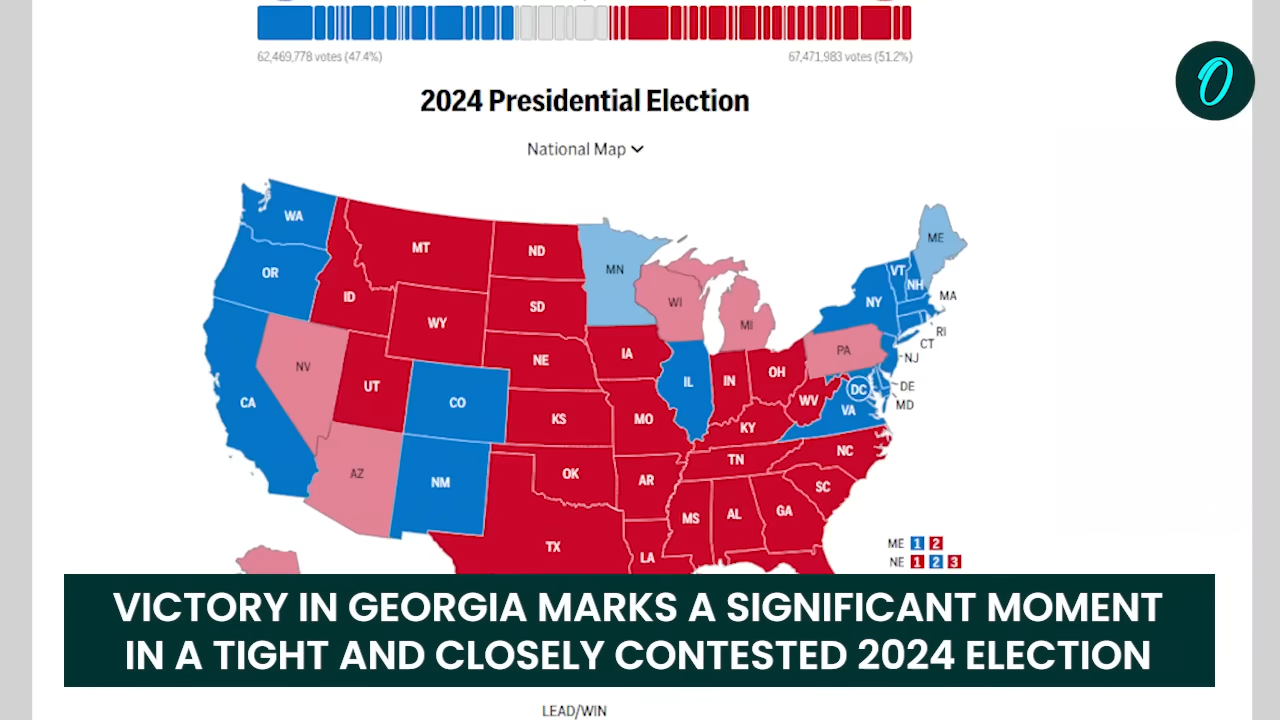 62,469,778 votes (47.4%)
67,471,983 votes (51.2%)
2024 Presidential Election
National Map
WA
MT
ND
MN
ME
OR
ID
SD
WI
VT
NH
WY
NY
MA
MI
RI
NE
IA
PA
CT
NV
NJ
UT
CO
IL
IN
OH
DE
DC
CA
KS
MO
WV
VA
MD
KY
NC
TN
AZ
NM
OK
AR
SC
MS
AL
GA
TX
LA
ME 1 2
NE 1 2 3
VICTORY IN GEORGIA MARKS A SIGNIFICANT MOMENT
IN A TIGHT AND CLOSELY CONTESTED 2024 ELECTION
LEAD/WIN